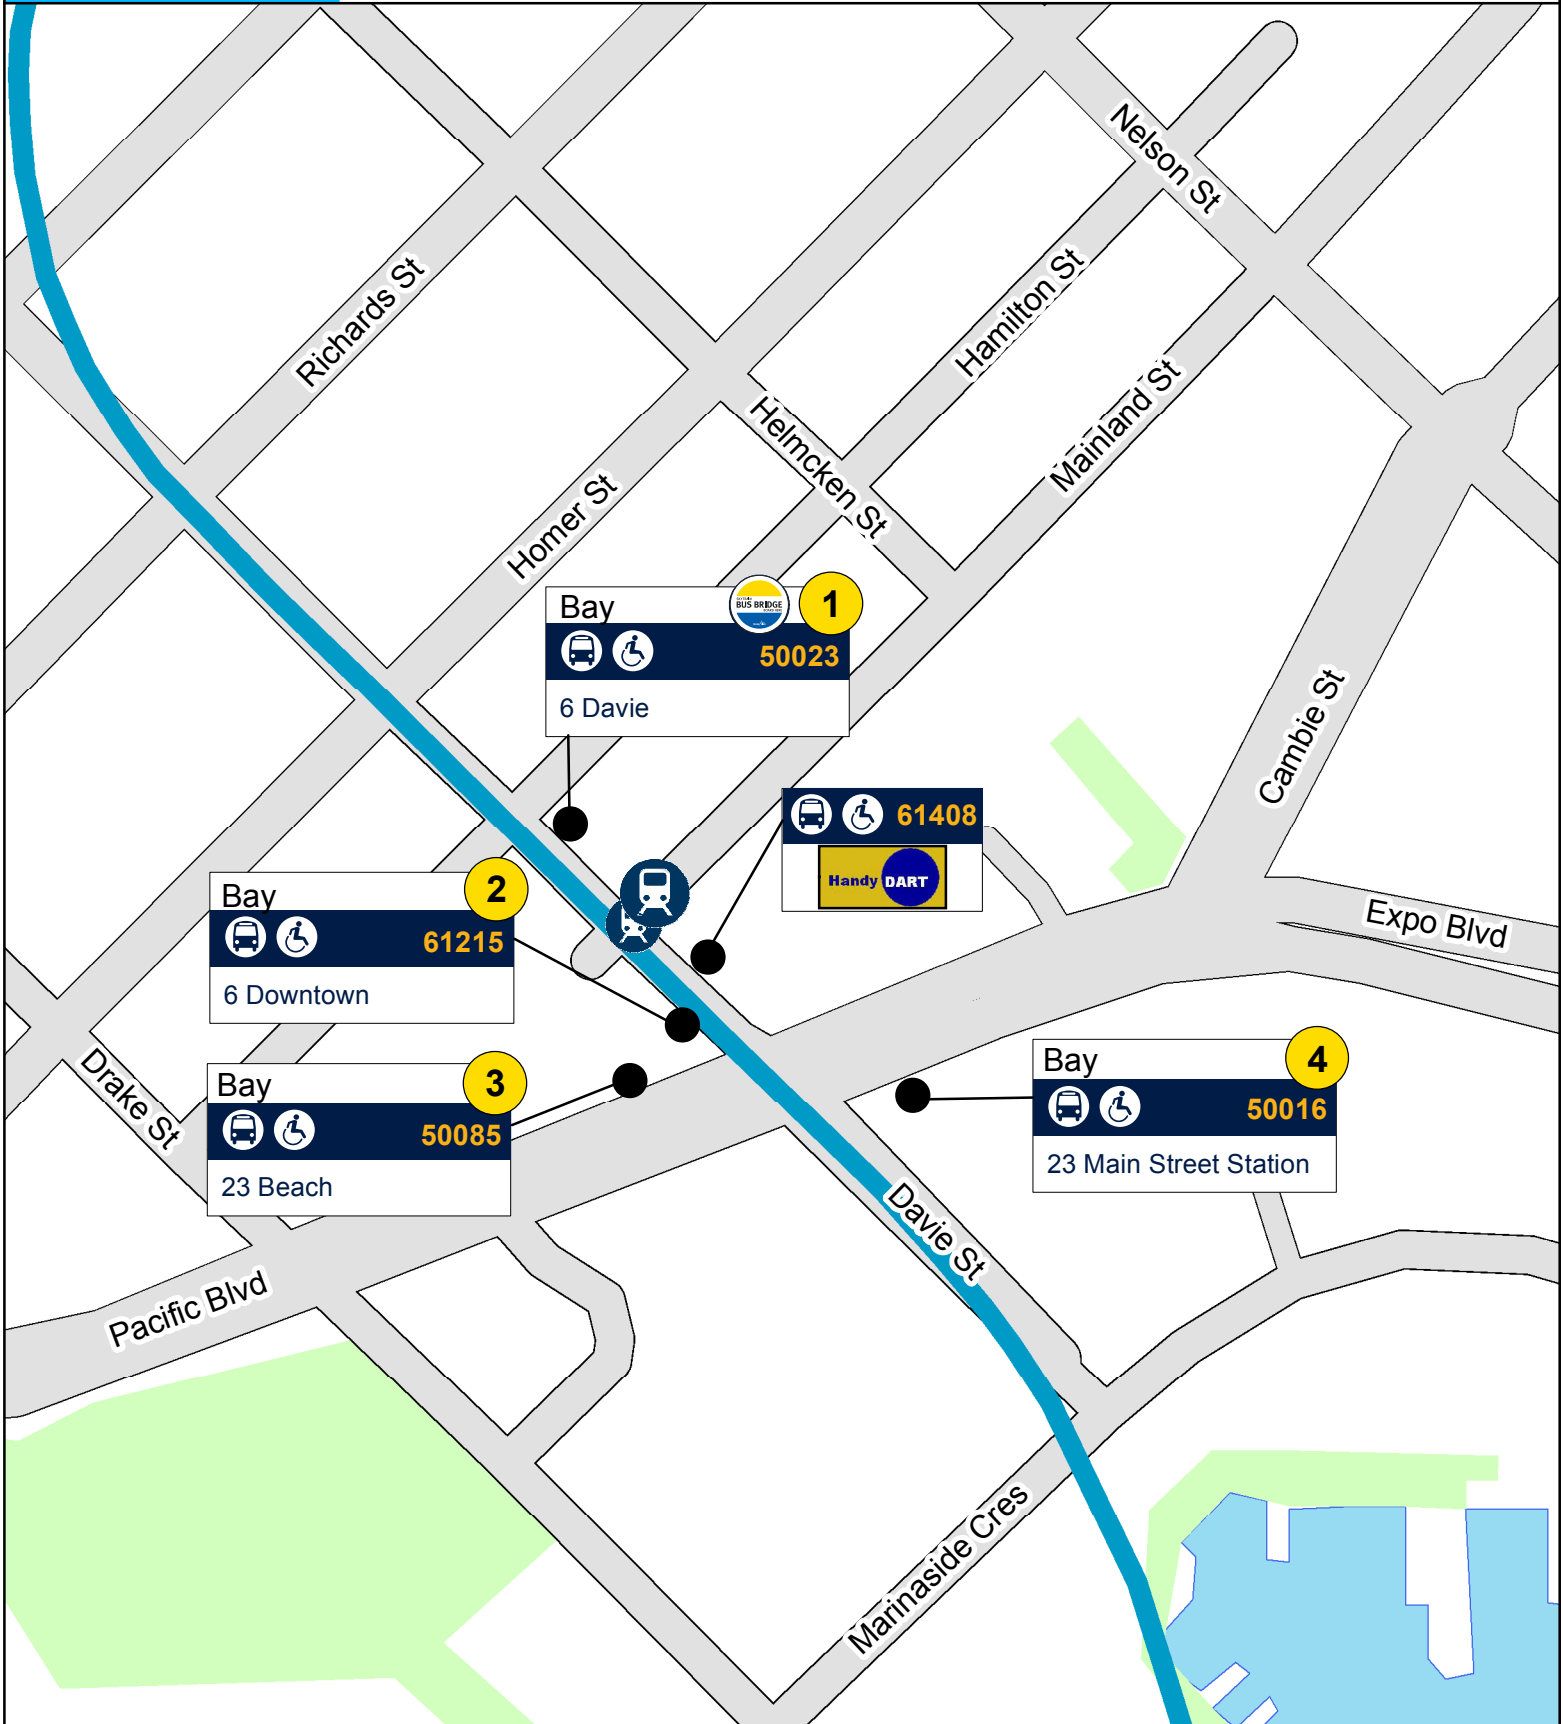 Nelson St
Richards St
Hamilton St
Mainland St
Helmcken St
Homer St
Bay
BUS BRIDGE
1
50023
6 Davie
Cambie St
61408
Handy DART
Bay
2
61215
6 Downtown
Expo Blvd
Drake St
Bay
3
50085
23 Beach
Bay
4
50016
23 Main Street Station
Davie St
Pacific Blvd
Marinaside Cres